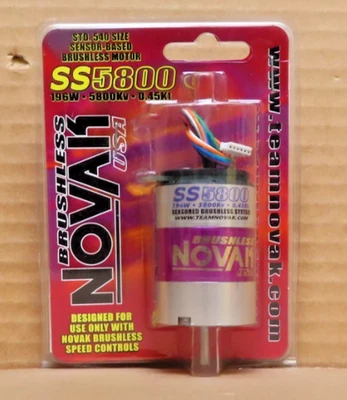 STD. 540 SIZE
SENSOR-BASED
BRUSHLESS MOTOR
SS5800
196W • 5800Kv • 0.45Kt
www.teamnovak.com
BRUSHLESS
NOVAK
USA
SS5800
196W • 5800Kv • 0.45Kt
SENSORED BRUSHLESS SYSTEM
WWW.TEAMNOVAK.COM
BRUSHLESS
NOVAK
DESIGNED FOR
USE ONLY WITH
NOVAK BRUSHLESS
SPEED CONTROLS